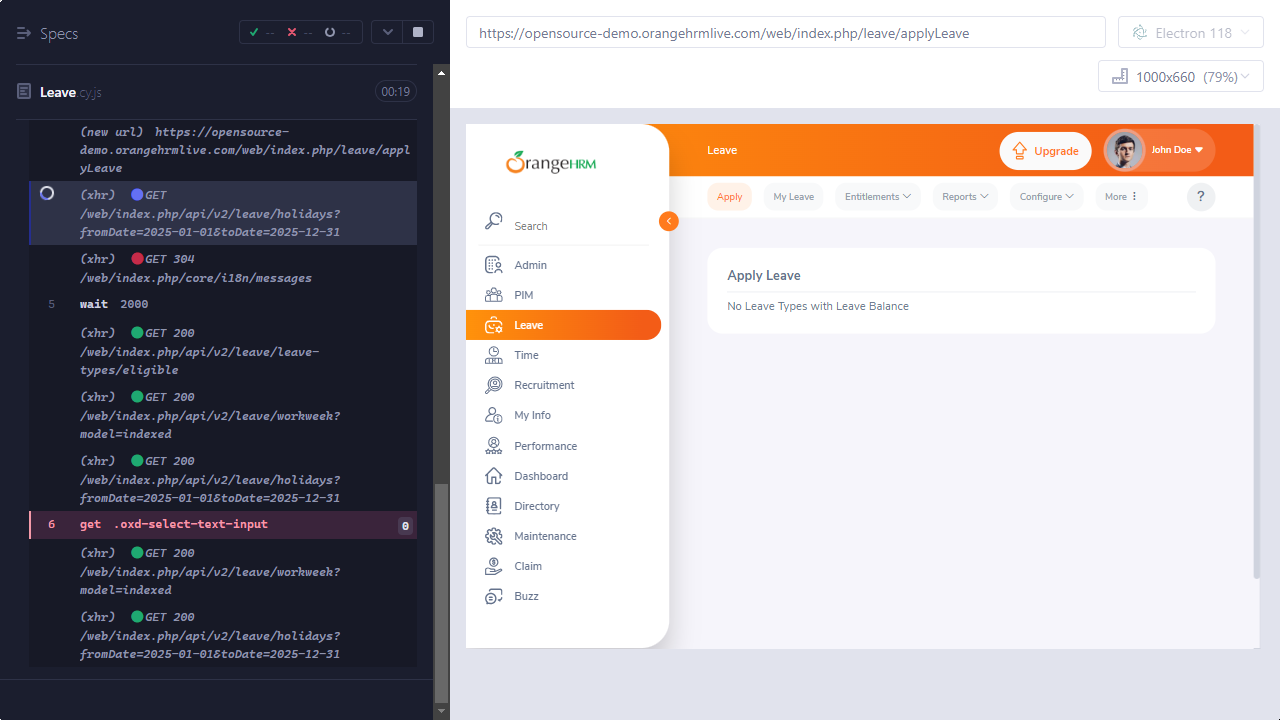 Specs
--
--
--
Leave.cy.js
00:19
(new url) https://opensource-
demo.orangehrmlive.com/web/index.php/leave/appl
yLeave
(xhr) GET
/web/index.php/api/v2/leave/holidays?
fromDate=2025-01-01&toDate=2025-12-31
(xhr) GET 304
/web/index.php/core/i18n/messages
5 wait 2000
(xhr) GET 200
/web/index.php/api/v2/leave/leave-
types/eligible
(xhr) GET 200
/web/index.php/api/v2/leave/workweek?
model=indexed
(xhr) GET 200
/web/index.php/api/v2/leave/holidays?
fromDate=2025-01-01&toDate=2025-12-31
6 get .oxd-select-text-input 0
(xhr) GET 200
/web/index.php/api/v2/leave/workweek?
model=indexed
(xhr) GET 200
/web/index.php/api/v2/leave/holidays?
fromDate=2025-01-01&toDate=2025-12-31
https://opensource-demo.orangehrmlive.com/web/index.php/leave/applyLeave
Electron 118
1000x660 (79%)
OrangeHRM
Search
Admin
PIM
Leave
Time
Recruitment
My Info
Performance
Dashboard
Directory
Maintenance
Claim
Buzz
Leave
Upgrade
John Doe
Apply
My Leave
Entitlements
Reports
Configure
More
?
Apply Leave
No Leave Types with Leave Balance